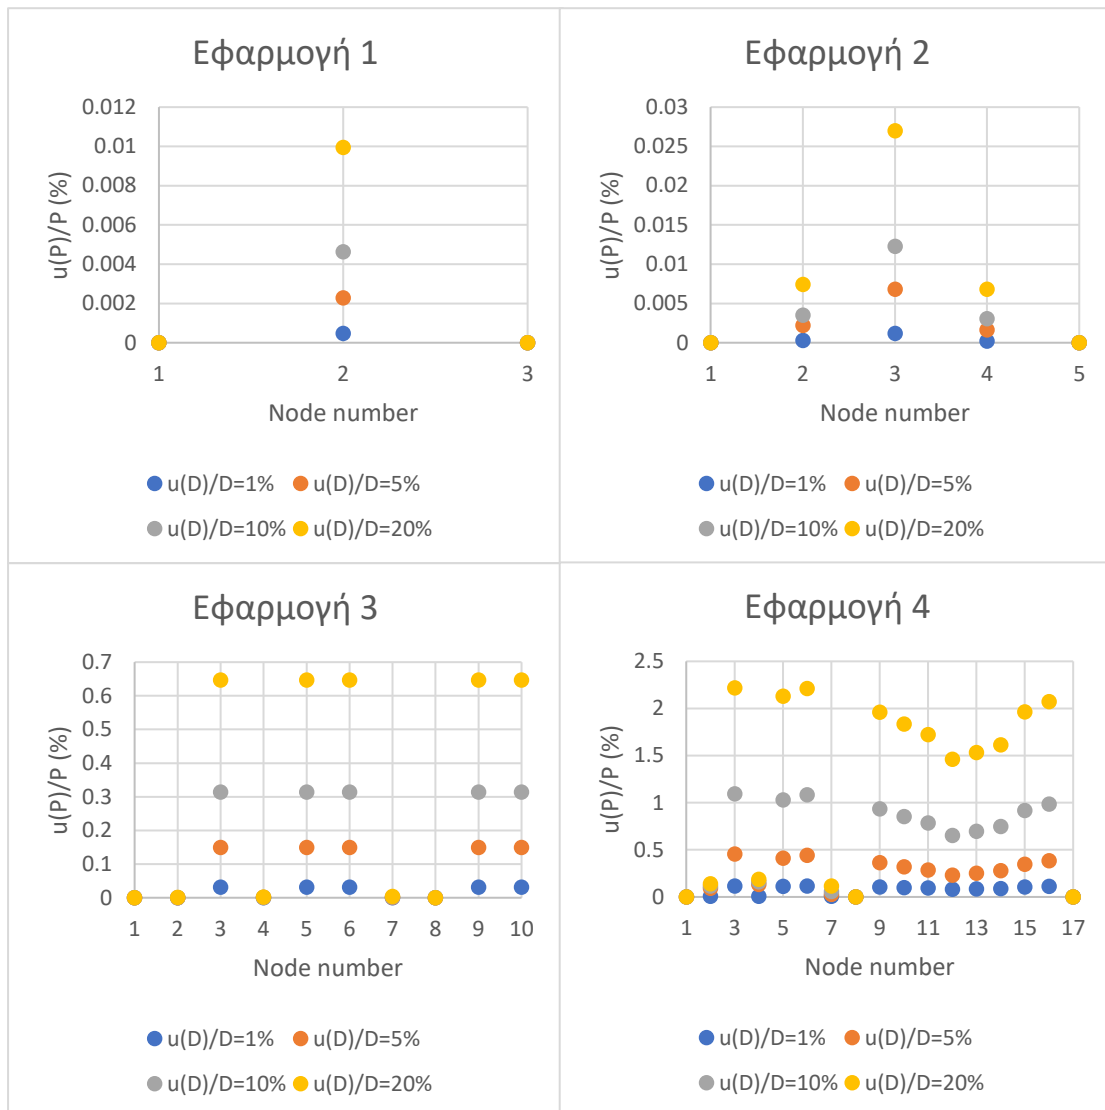 Εφαρμογή 1
u(P)/P (%)
0.012
0.01
0.008
0.006
0.004
0.002
0
1 2 3
Node number
u(D)/D=1% u(D)/D=5%
u(D)/D=10% u(D)/D=20%
Εφαρμογή 2
u(P)/P (%)
0.03
0.025
0.02
0.015
0.01
0.005
0
1 2 3 4 5
Node number
u(D)/D=1% u(D)/D=5%
u(D)/D=10% u(D)/D=20%
Εφαρμογή 3
u(P)/P (%)
0.7
0.6
0.5
0.4
0.3
0.2
0.1
0
1 2 3 4 5 6 7 8 9 10
Node number
u(D)/D=1% u(D)/D=5%
u(D)/D=10% u(D)/D=20%
Εφαρμογή 4
u(P)/P (%)
2.5
2
1.5
1
0.5
0
1 3 5 7 9 11 13 15 17
Node number
u(D)/D=1% u(D)/D=5%
u(D)/D=10% u(D)/D=20%